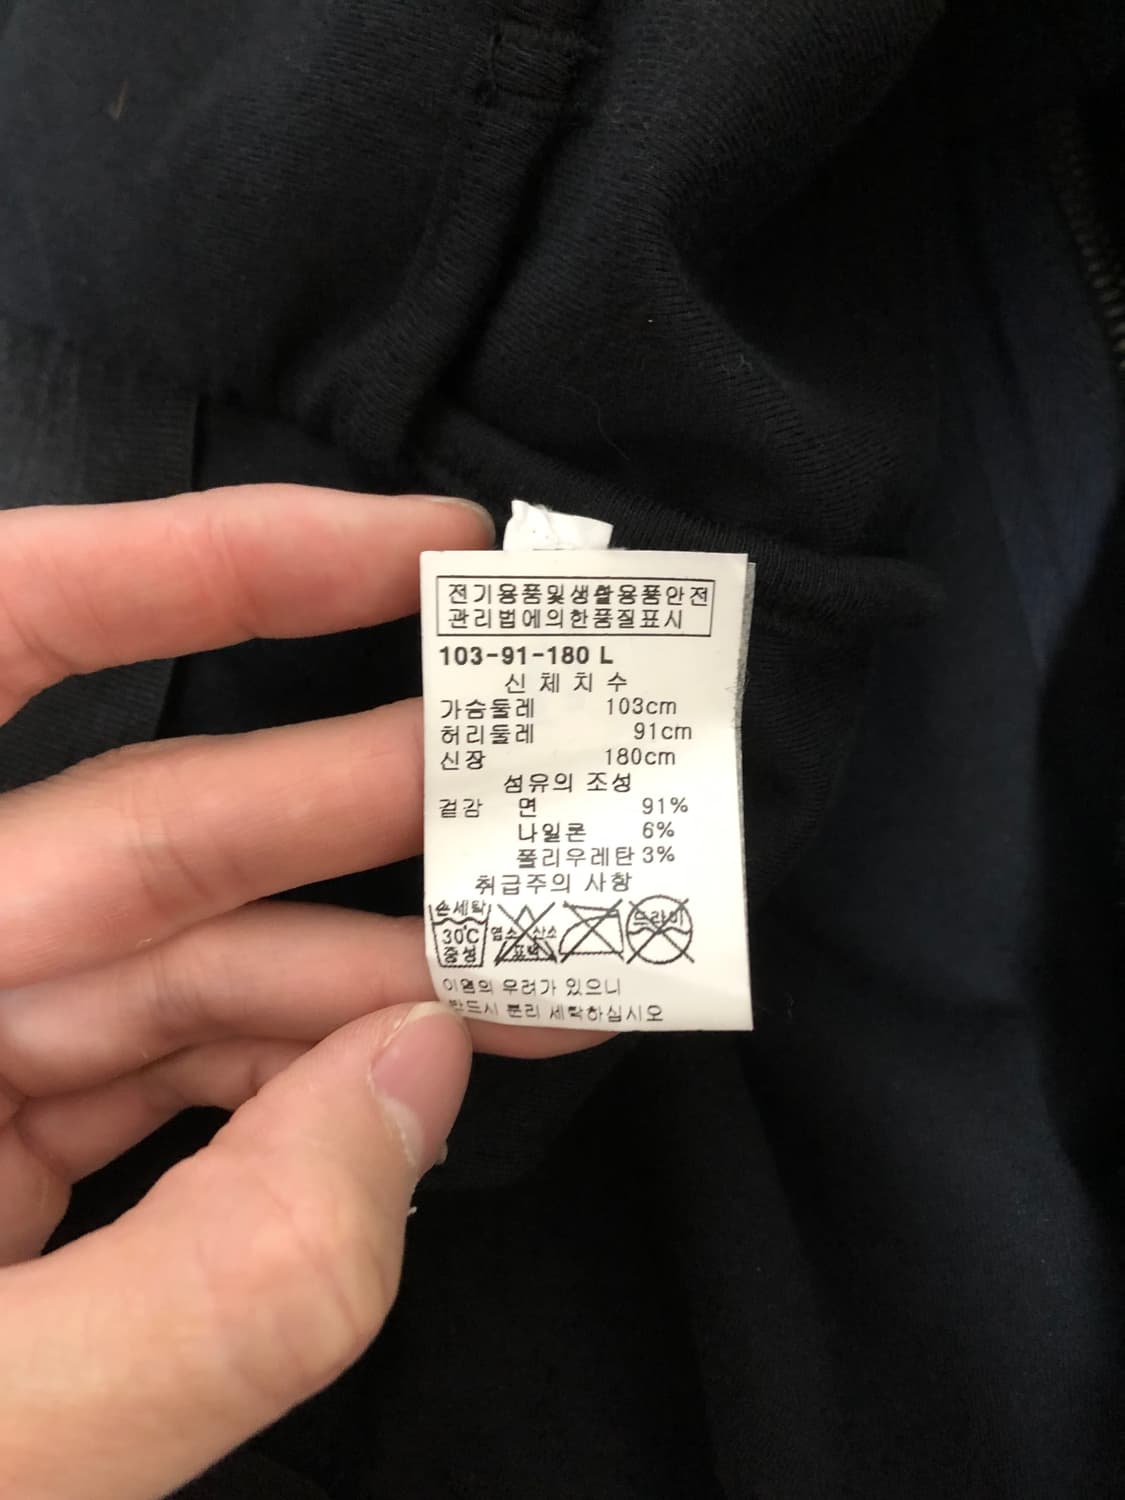 전기용품및생활용품안전
관리법에의한품질표시
103-91-180 L
신 체 치 수
가슴둘레 103cm
허리둘레 91cm
신장 180cm
섬유의 조성
겉감 면 91%
나일론 6%
폴리우레탄 3%
취급주의 사항
손세탁
30°C
중성
염소 산소
표백
드라이
이염의 우려가 있으니
반드시 분리 세탁하십시오